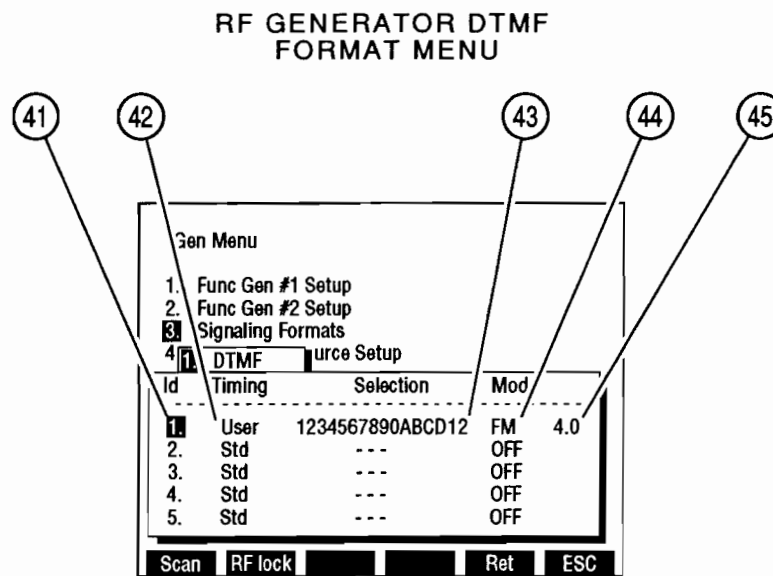 RF GENERATOR DTMF
FORMAT MENU
41 42 43 44 45
Gen Menu
1. Func Gen #1 Setup
2. Func Gen #2 Setup
3. Signaling Formats
4 urce Setup
1. DTMF
Id Timing Selection Mod
1. User 1234567890ABCD12 FM 4.0
2. Std - - - OFF
3. Std - - - OFF
4. Std - - - OFF
5. Std - - - OFF
Scan RF lock Ret ESC